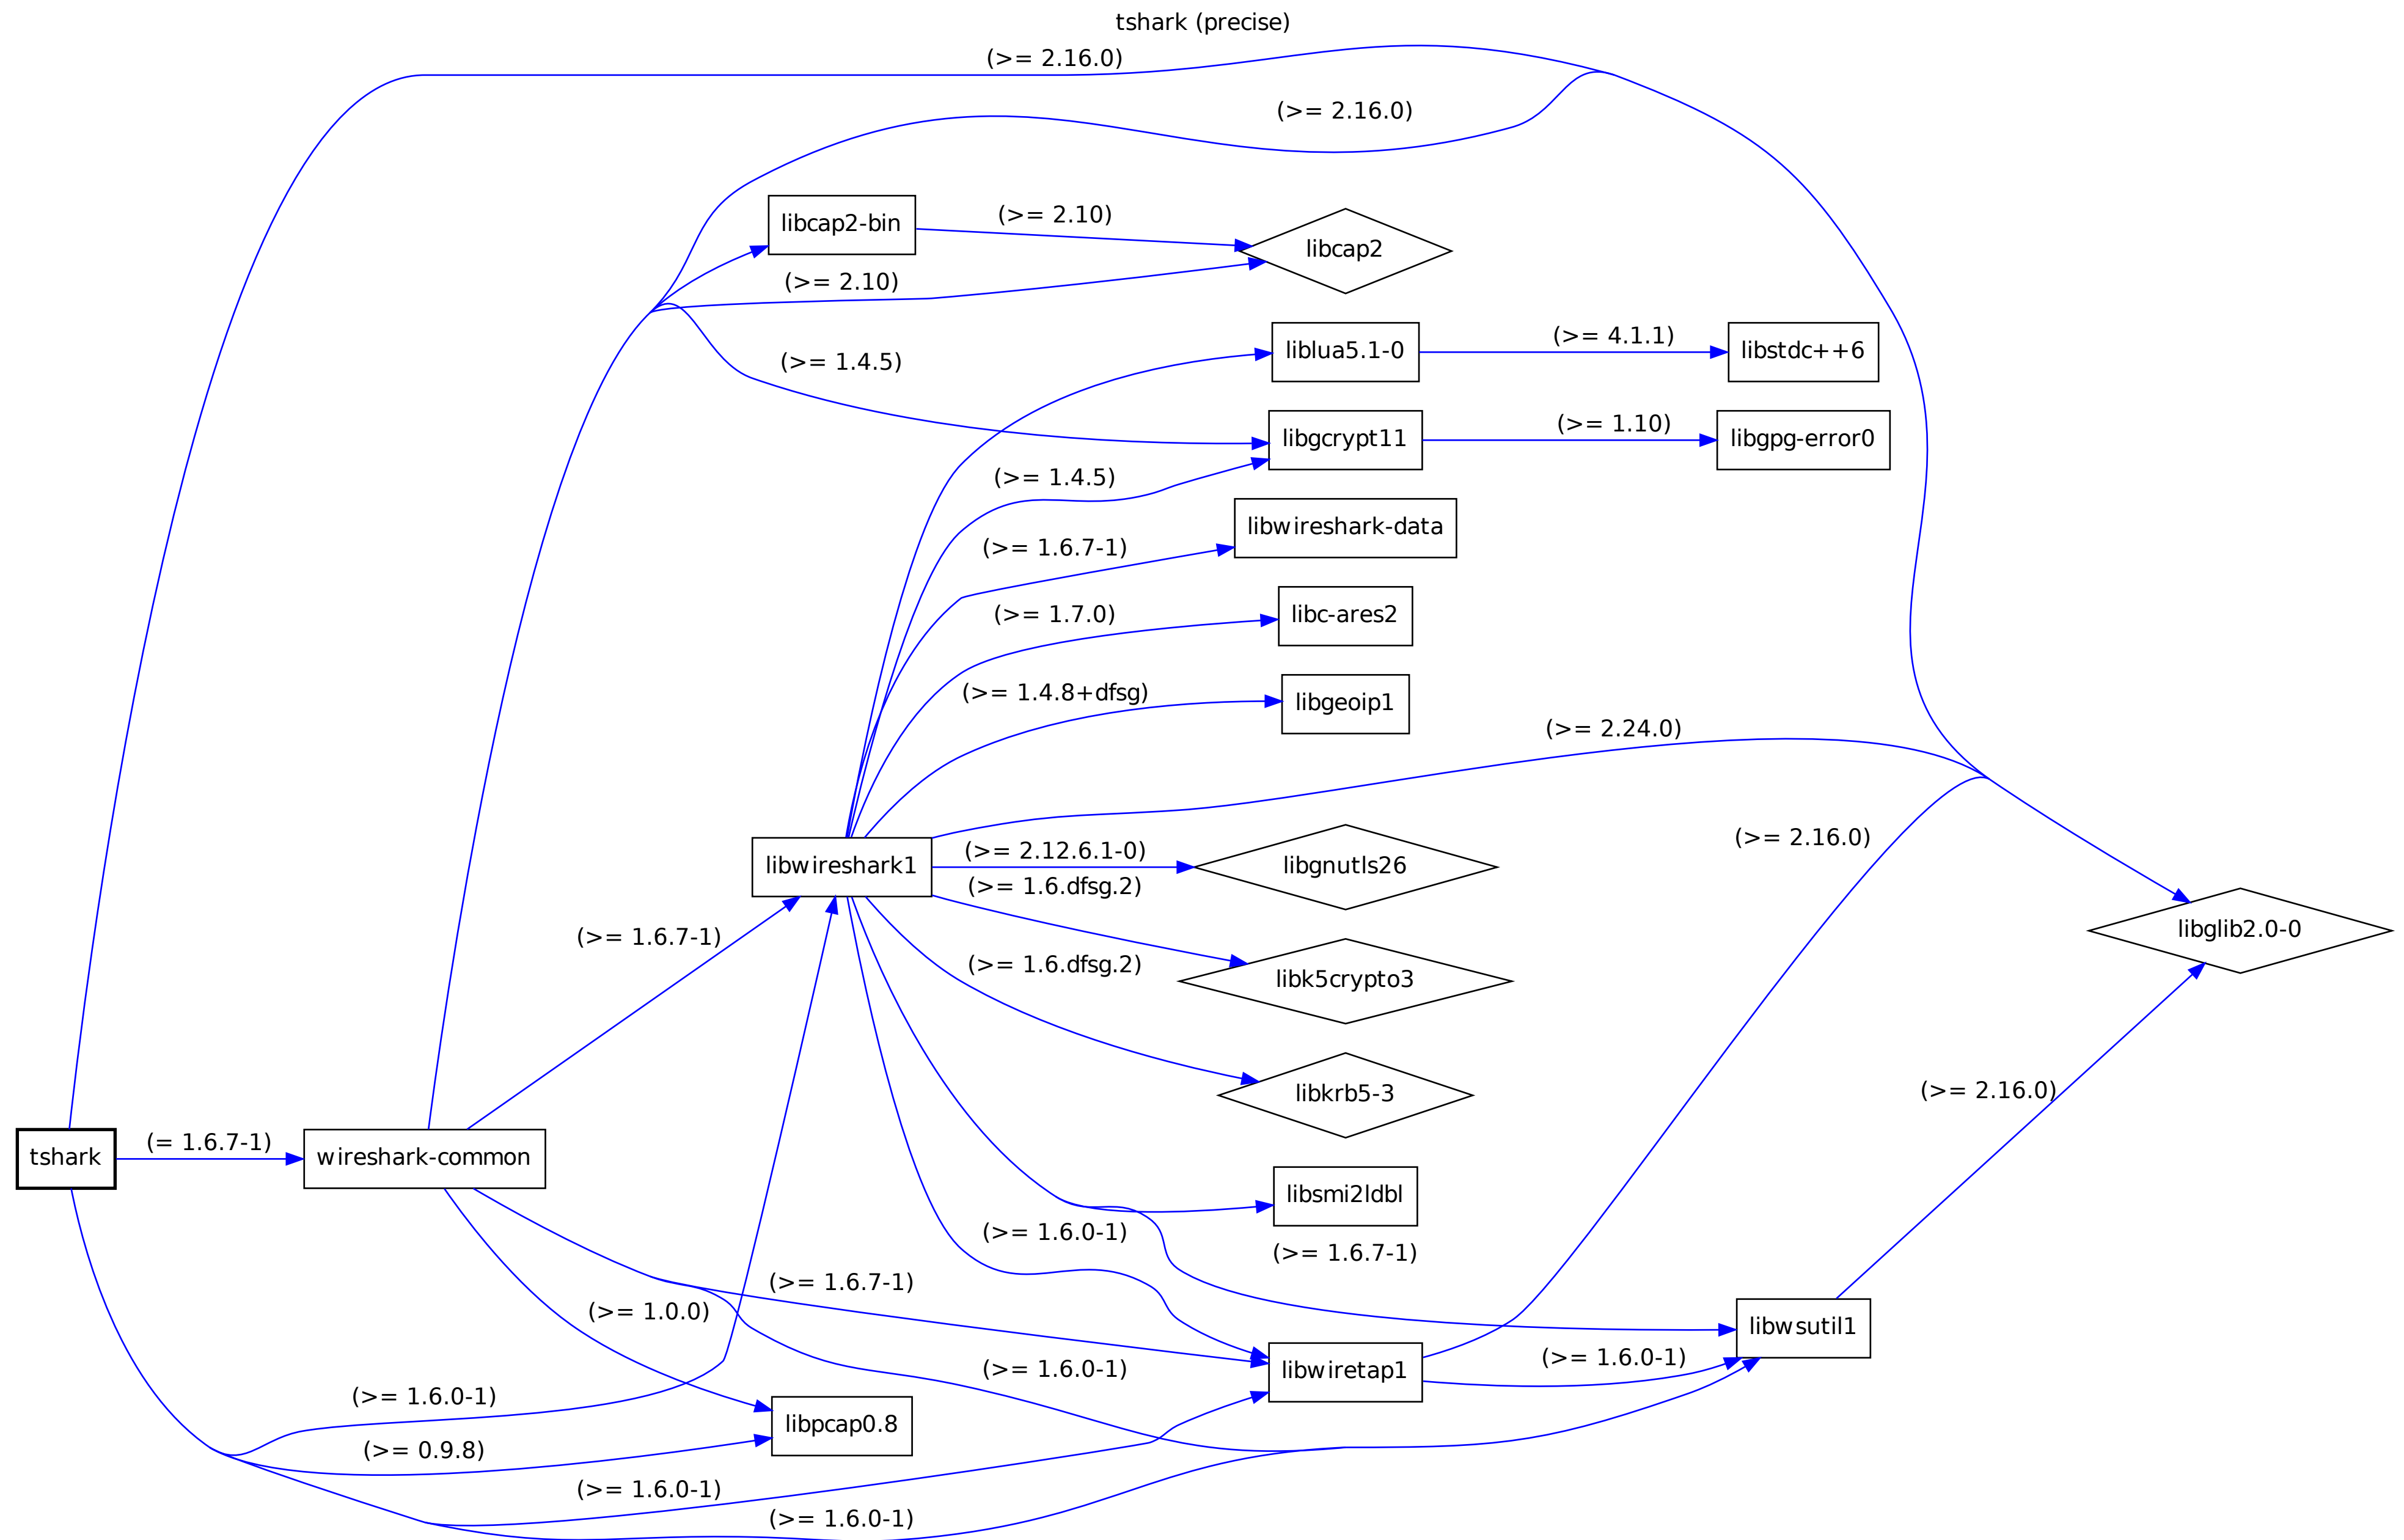 tshark (precise)
(>= 2.16.0)
(>= 2.16.0)
libcap2-bin
(>= 2.10)
libcap2
(>= 2.10)
(>= 1.4.5)
liblua5.1-0
(>= 4.1.1)
libstdc++6
libgcrypt11
(>= 1.10)
libgpg-error0
(>= 1.4.5)
libwireshark-data
(>= 1.6.7-1)
(>= 1.7.0)
libc-ares2
(>= 1.4.8+dfsg)
libgeoip1
(>= 2.24.0)
(>= 2.16.0)
libwireshark1
(>= 2.12.6.1-0)
libgnutls26
(>= 1.6.dfsg.2)
libglib2.0-0
(>= 1.6.7-1)
(>= 1.6.dfsg.2)
libk5crypto3
libkrb5-3
(>= 2.16.0)
tshark
(= 1.6.7-1)
wireshark-common
libsmi2ldbl
(>= 1.6.0-1)
(>= 1.6.7-1)
(>= 1.6.7-1)
(>= 1.0.0)
libwsutil1
(>= 1.6.0-1)
libwiretap1
(>= 1.6.0-1)
(>= 1.6.0-1)
libpcap0.8
(>= 0.9.8)
(>= 1.6.0-1)
(>= 1.6.0-1)